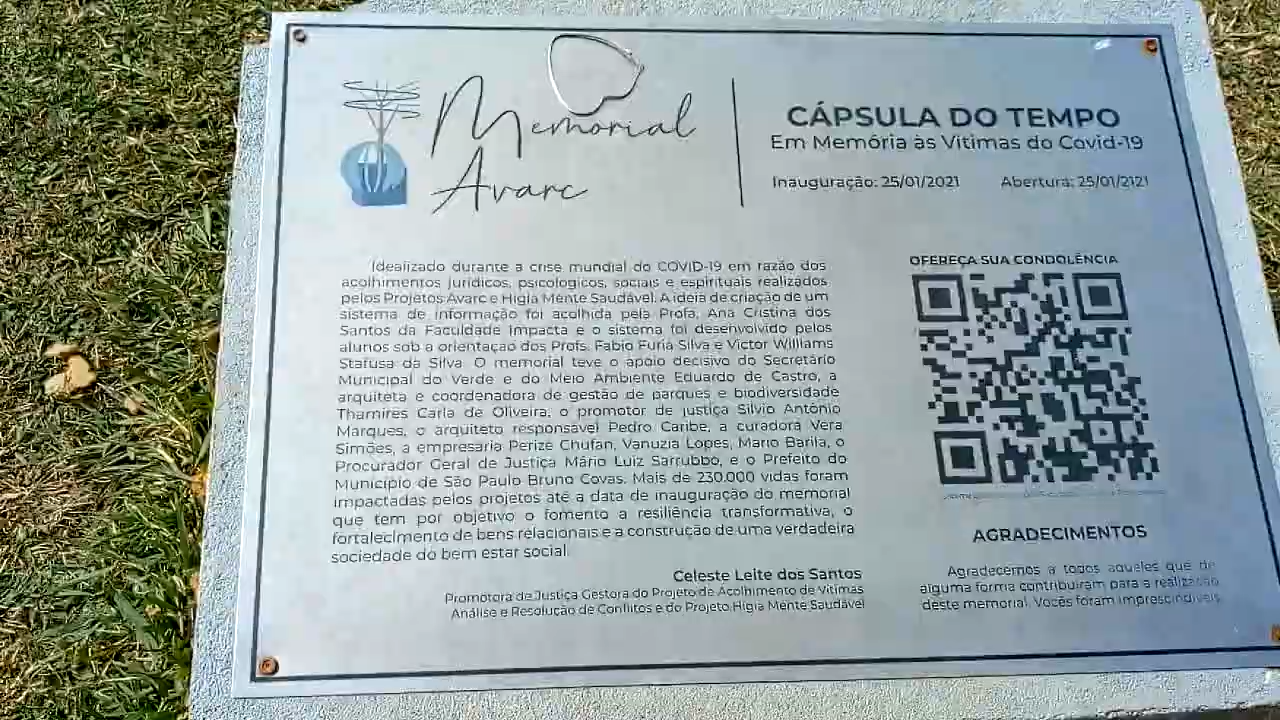 Memorial
Avarc
CÁPSULA DO TEMPO
Em Memória às Vítimas do Covid-19
Inauguração: 25/01/2021 Abertura: 25/01/2121
Idealizado durante a crise mundial do COVID-19 em razão dos
acolhimentos jurídicos, psicológicos, sociais e espirituais realizados
pelos Projetos Avarc e Higia Mente Saudável. A ideia de criação de um
sistema de informação foi acolhida pela Profa. Ana Cristina dos
Santos da Faculdade Impacta e o sistema foi desenvolvido pelos
alunos sob a orientação dos Profs. Fabio Furia Silva e Victor Williams
Stafusa da Silva. O memorial teve o apoio decisivo do Secretário
Municipal do Verde e do Meio Ambiente Eduardo de Castro, a
arquiteta e coordenadora de gestão de parques e biodiversidade
Thamires Carla de Oliveira, o promotor de justiça Silvio Antônio
Marques, o arquiteto responsável Pedro Caribe, a curadora Vera
Simões, a empresaria Perize Chufan, Vanuzia Lopes, Mario Barila, o
Procurador Geral de Justiça Mário Luiz Sarrubbo, e o Prefeito do
Município de São Paulo Bruno Covas. Mais de 230.000 vidas foram
impactadas pelos projetos até a data de inauguração do memorial
que tem por objetivo o fomento a resiliência transformativa, o
fortalecimento de bens relacionais e a construção de uma verdadeira
sociedade do bem estar social.
Celeste Leite dos Santos
Promotora de Justiça Gestora do Projeto de Acolhimento de Vítimas
Análise e Resolução de Conflitos e do Projeto Higia Mente Saudável
OFEREÇA SUA CONDOLÊNCIA
AGRADECIMENTOS
Agradecemos a todos aqueles que de
alguma forma contribuíram para a realização
deste memorial. Vocês foram imprescindíveis.